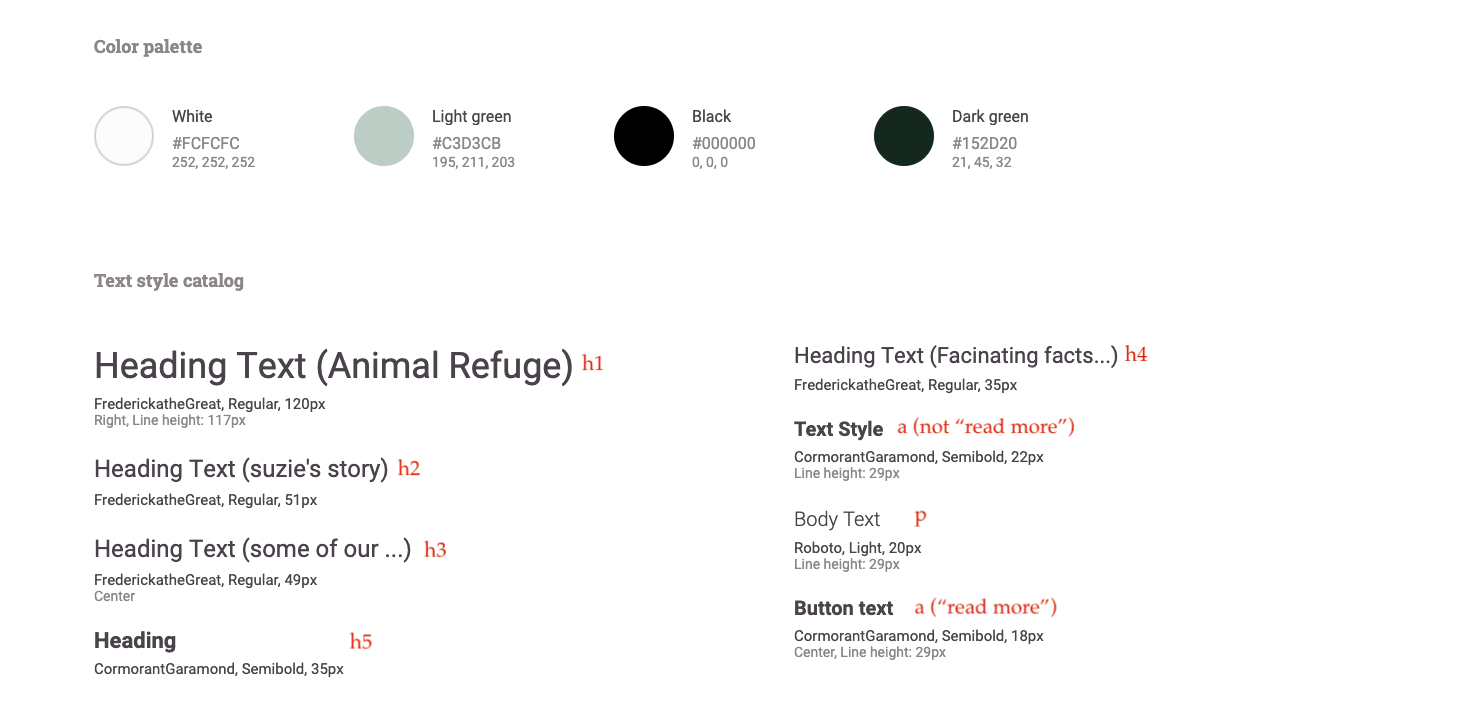 Color palette
White
#FCFCFC
252, 252, 252
Light green
#C3D3CB
195, 211, 203
Black
#000000
0, 0, 0
Dark green
#152D20
21, 45, 32
Text style catalog
Heading Text (Animal Refuge) h1
FrederickatheGreat, Regular, 120px
Right, Line height: 117px
Heading Text (suzie's story) h2
FrederickatheGreat, Regular, 51px
Heading Text (some of our ...) h3
FrederickatheGreat, Regular, 49px
Center
Heading h5
CormorantGaramond, Semibold, 35px
Heading Text (Facinating facts...) h4
FrederickatheGreat, Regular, 35px
Text Style a (not “read more”)
CormorantGaramond, Semibold, 22px
Line height: 29px
Body Text p
Roboto, Light, 20px
Line height: 29px
Button text a (“read more”)
CormorantGaramond, Semibold, 18px
Center, Line height: 29px